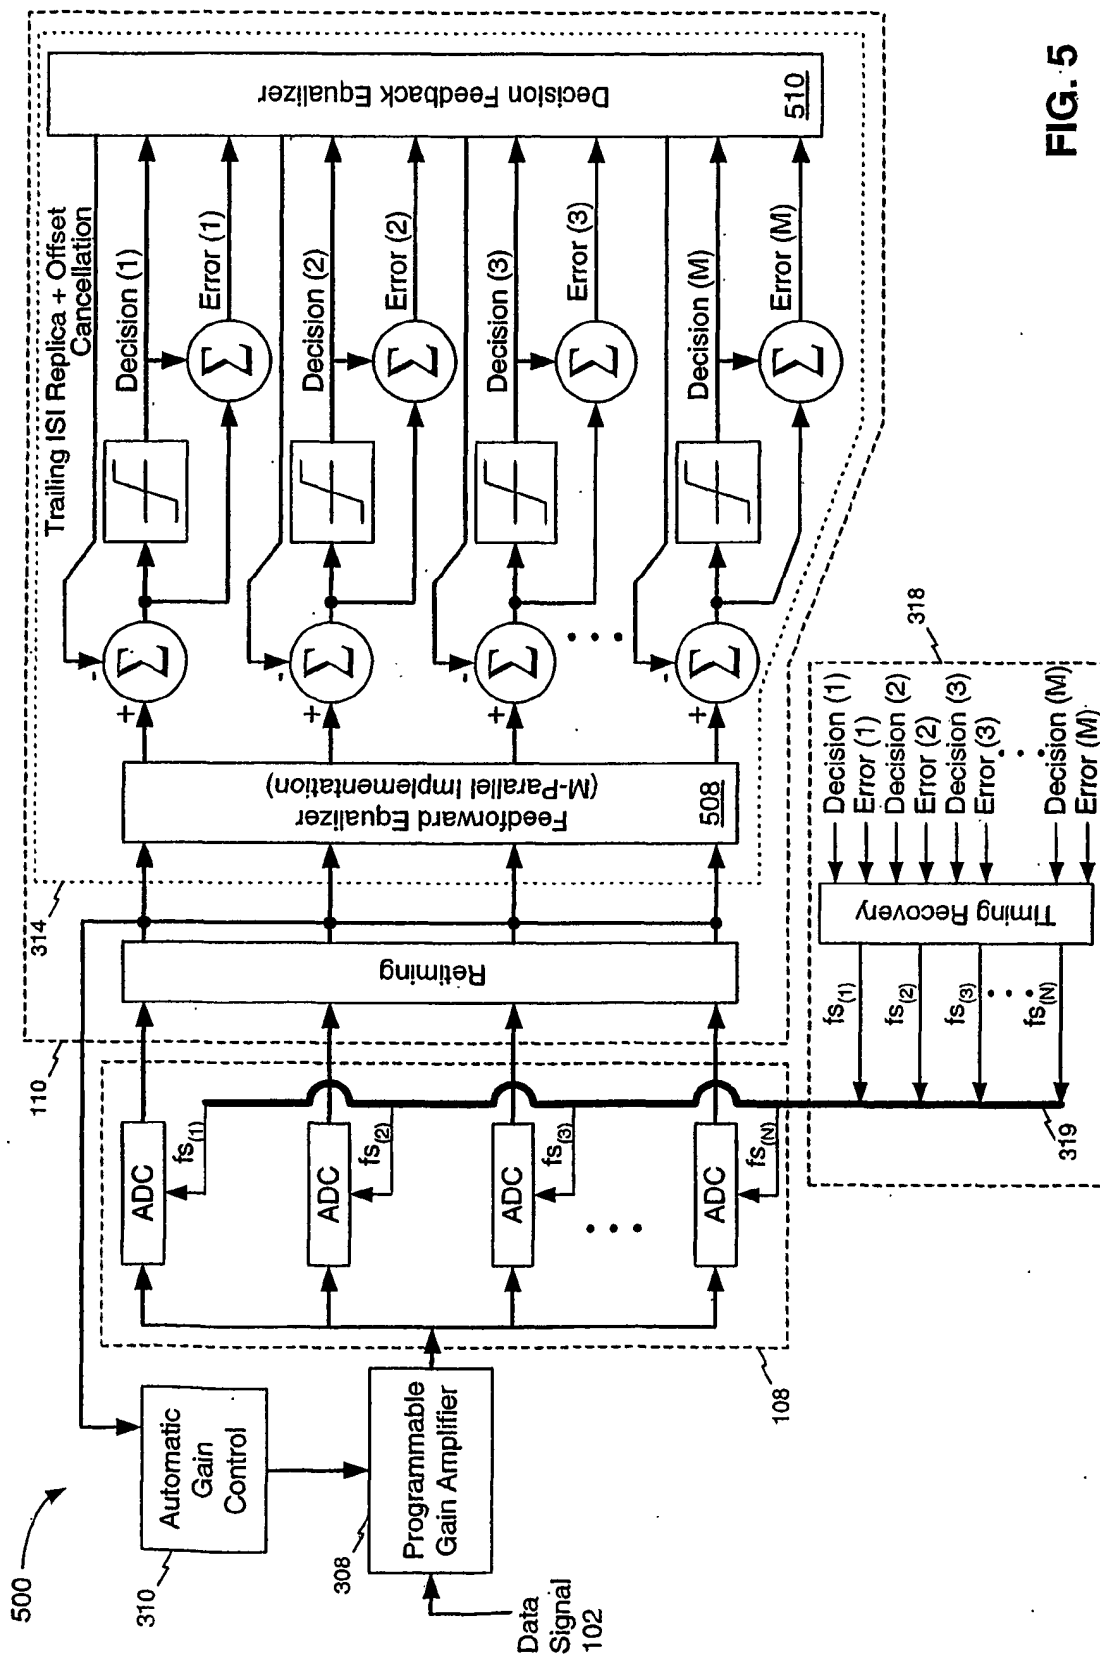 500
310
Automatic
Gain
Control
308
Programmable
Gain Amplifier
Data
Signal
102
108
ADC
fs(1)
ADC
fs(2)
ADC
fs(3)
• • •
ADC
fs(N)
110
314
Retiming
Feedforward Equalizer
(M-Parallel Implementation)
508
+
-
Σ
+
-
Σ
+
-
Σ
• • •
+
-
Σ
Trailing ISI Replica + Offset
Cancellation
Decision (1)
Σ
Error (1)
Decision (2)
Σ
Error (2)
Decision (3)
Σ
Error (3)
Decision (M)
Σ
Error (M)
Decision Feedback Equalizer
510
318
Decision (1)
Error (1)
Decision (2)
Error (2)
Decision (3)
Error (3)
• • •
Decision (M)
Error (M)
Timing Recovery
fs(1)
fs(2)
fs(3)
• • •
fs(N)
319
FIG. 5